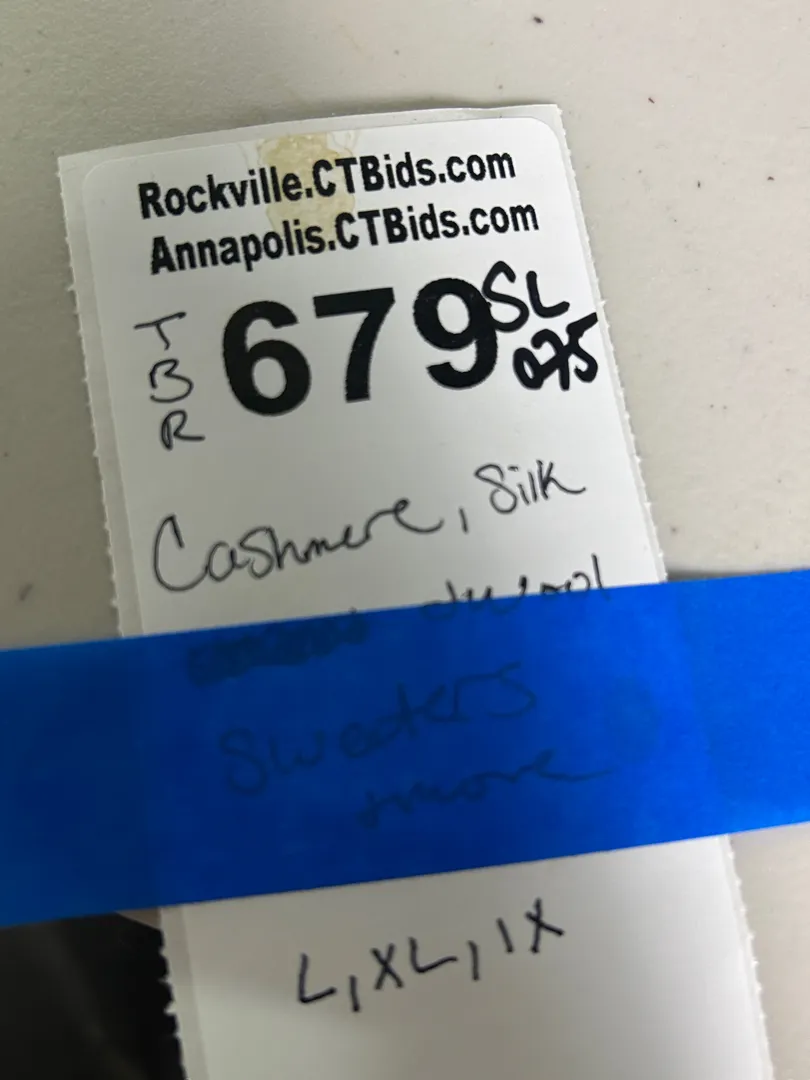 Rockville.CTBids.com
Annapolis.CTBids.com
TBR
679
SL
075
Cashmere, Silk
wool
Sweaters
+more
L, XL, 1X